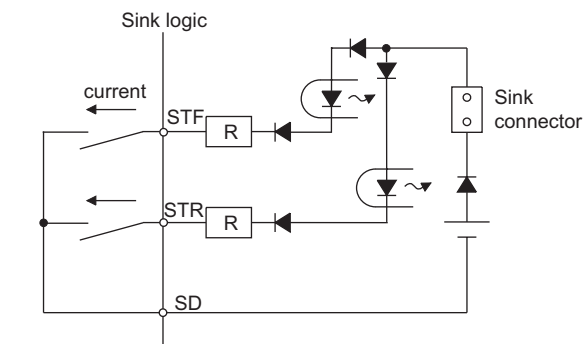 Sink logic
current
STF
R
Sink
connector
STR
R
SD